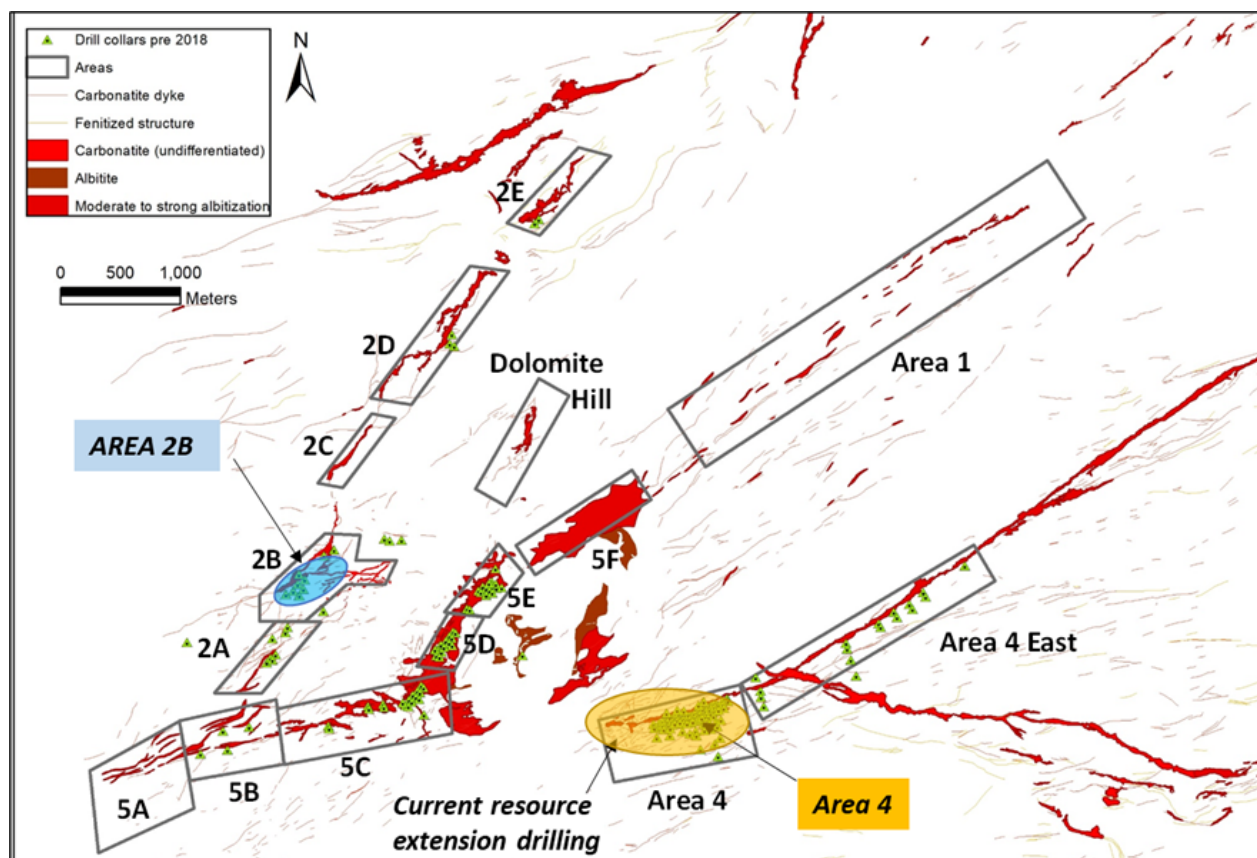 Drill collars pre 2018
Areas
Carbonatite dyke
Fenitized structure
Carbonatite (undifferentiated)
Albitite
Moderate to strong albitization
N
0 500 1,000
Meters
2E
2D
Dolomite
Hill
Area 1
AREA 2B
2C
2B
5F
5E
2A
5D
Area 4 East
5C
5B
5A
Area 4
Current resource
extension drilling
Area 4